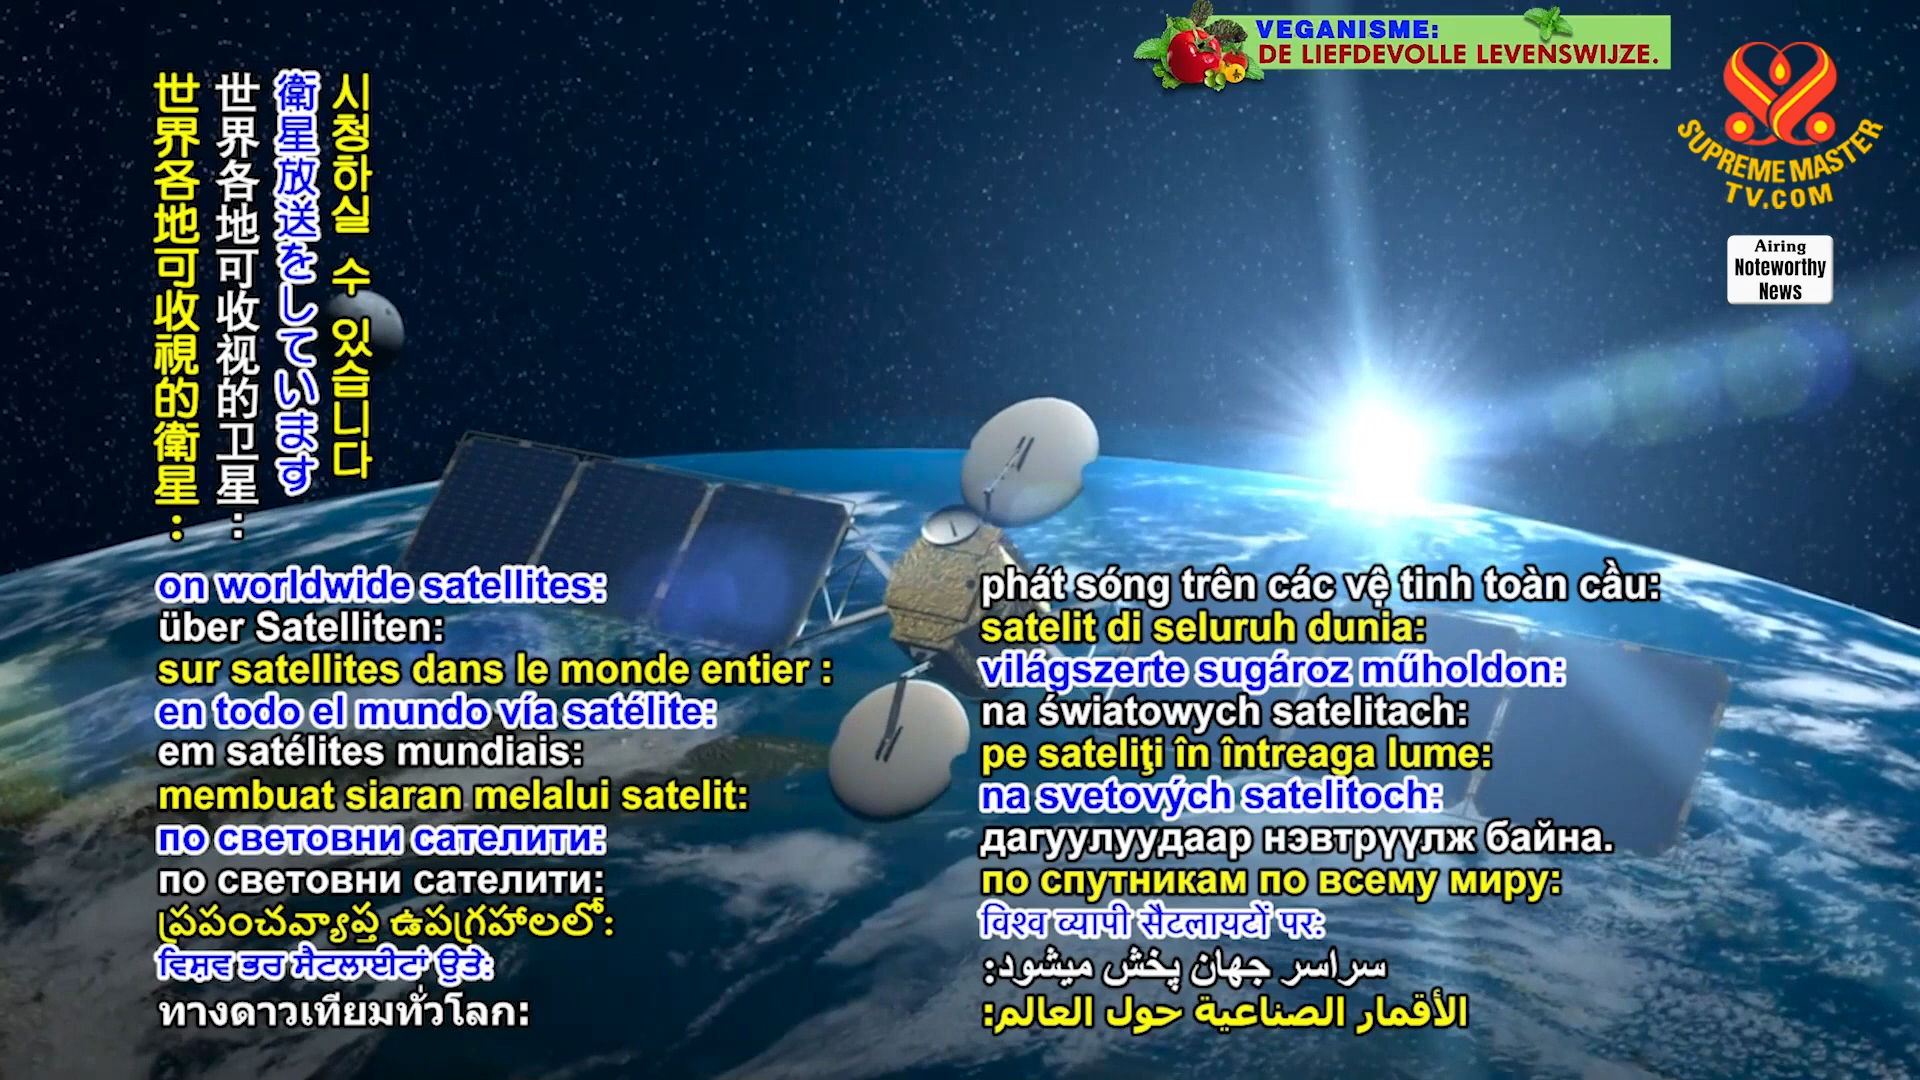 VEGANISME:
DE LIEFDEVOLLE LEVENSWIJZE.
SUPREME MASTER
TV.COM
Airing
Noteworthy
News
世界各地可收視的衛星：
世界各地可收视的卫星：
衛星放送をしています
시청하실 수 있습니다
on worldwide satellites:
über Satelliten:
sur satellites dans le monde entier :
en todo el mundo vía satélite:
em satélites mundiais:
membuat siaran melalui satelit:
по световни сателити:
по световни сателити:
ప్రపంచవ్యాప్త ఉపగ్రహాలలో:
ਵਿਸ਼ਵ ਭਰ ਸੈਟਲਾਈਟਾਂ ਉਤੇ:
ทางดาวเทียมทั่วโลก:
phát sóng trên các vệ tinh toàn cầu:
satelit di seluruh dunia:
világszerte sugároz műholdon:
na światowych satelitach:
pe sateliţi în întreaga lume:
na svetových satelitoch:
дагуулуудаар нэвтрүүлж байна.
по спутникам по всему миру:
विश्व व्यापी सैटलायटों पर:
سراسر جهان پخش میشود:
الأقمار الصناعية حول العالم: